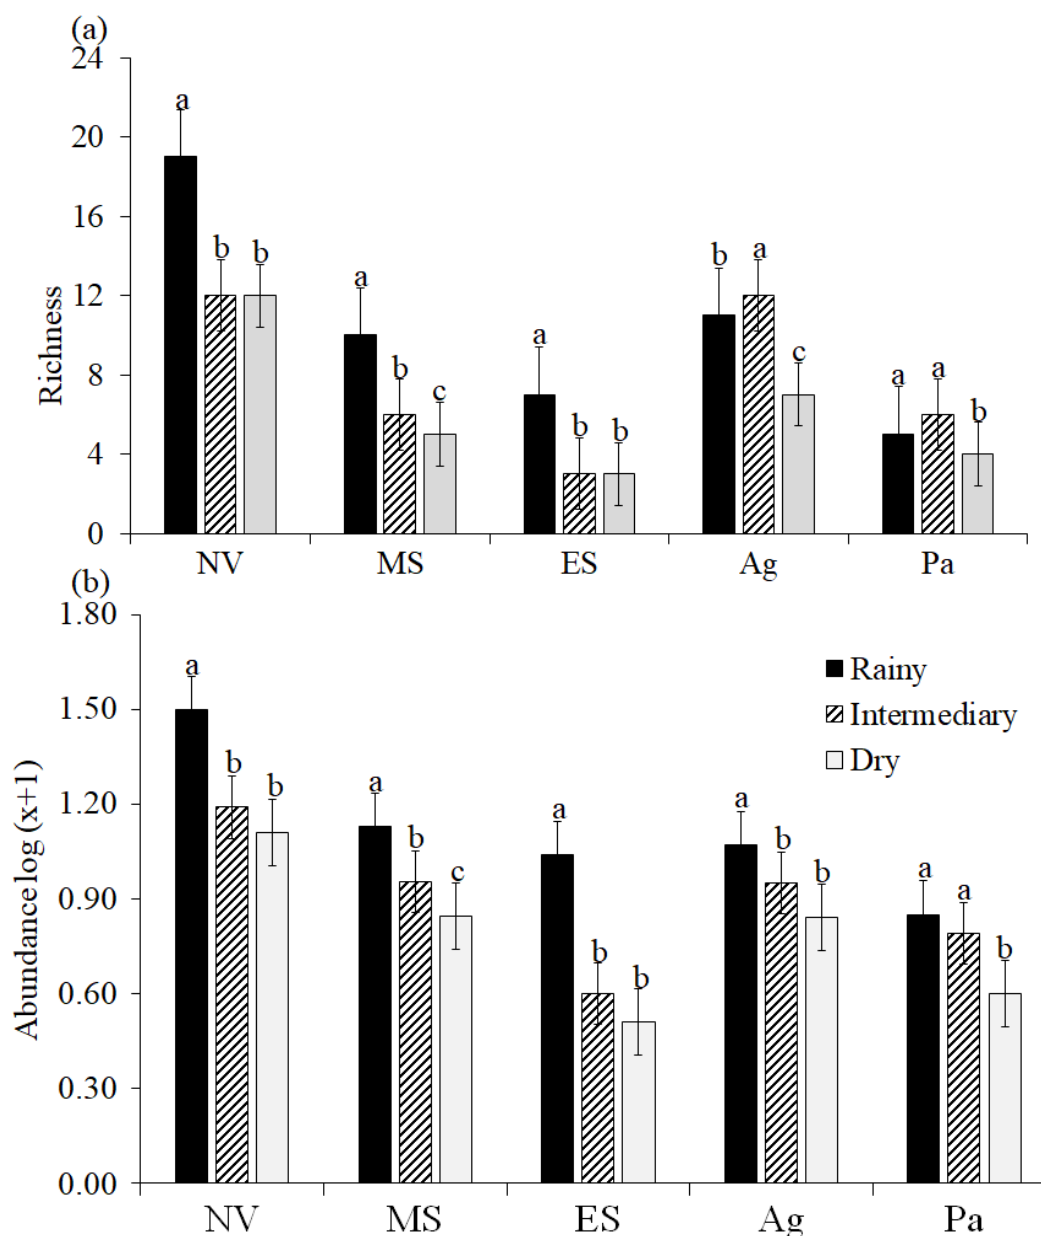 (a)
Richness
24
20
16
12
8
4
0
a
b
b
a
b
c
a
b
b
b
a
c
a
a
b
NV MS ES Ag Pa
(b)
Abundance log (x+1)
1.80
1.50
1.20
0.90
0.60
0.30
0.00
a
b
b
a
b
c
a
b
b
a
b
b
a
a
b
Rainy
Intermediary
Dry
NV MS ES Ag Pa